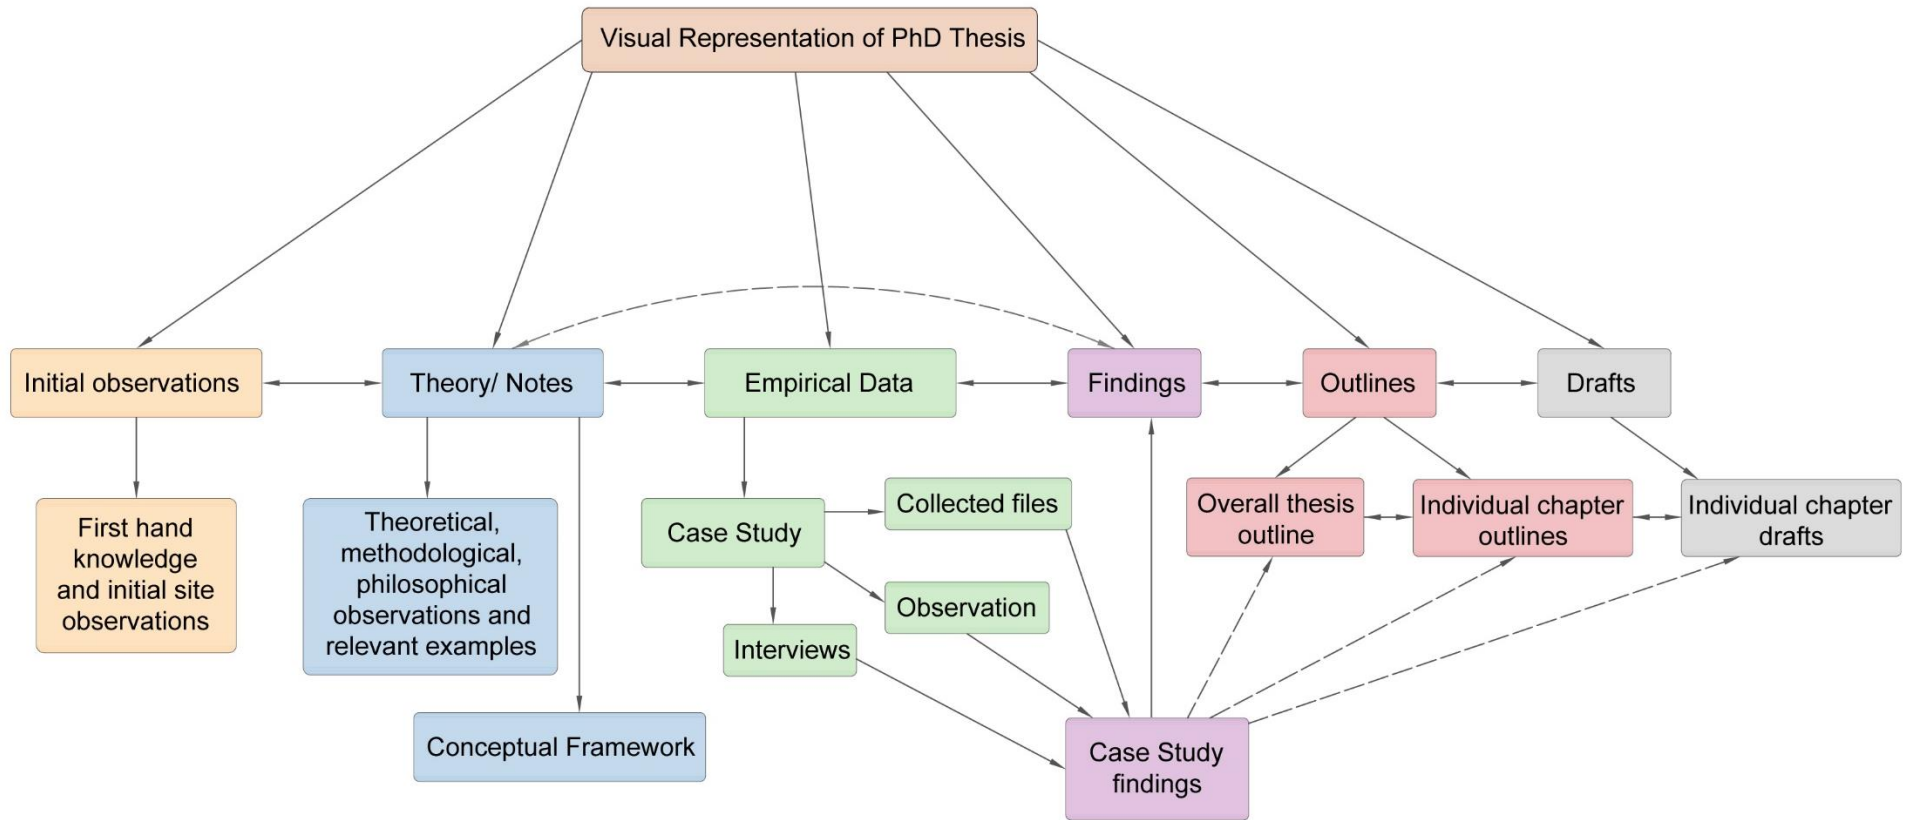 Visual Representation of PhD Thesis
Initial observations
Theory/ Notes
Empirical Data
Findings
Outlines
Drafts
First hand
knowledge
and initial site
observations
Theoretical,
methodological,
philosophical
observations and
relevant examples
Conceptual Framework
Case Study
Collected files
Observation
Interviews
Case Study
findings
Overall thesis
outline
Individual chapter
outlines
Individual chapter
drafts